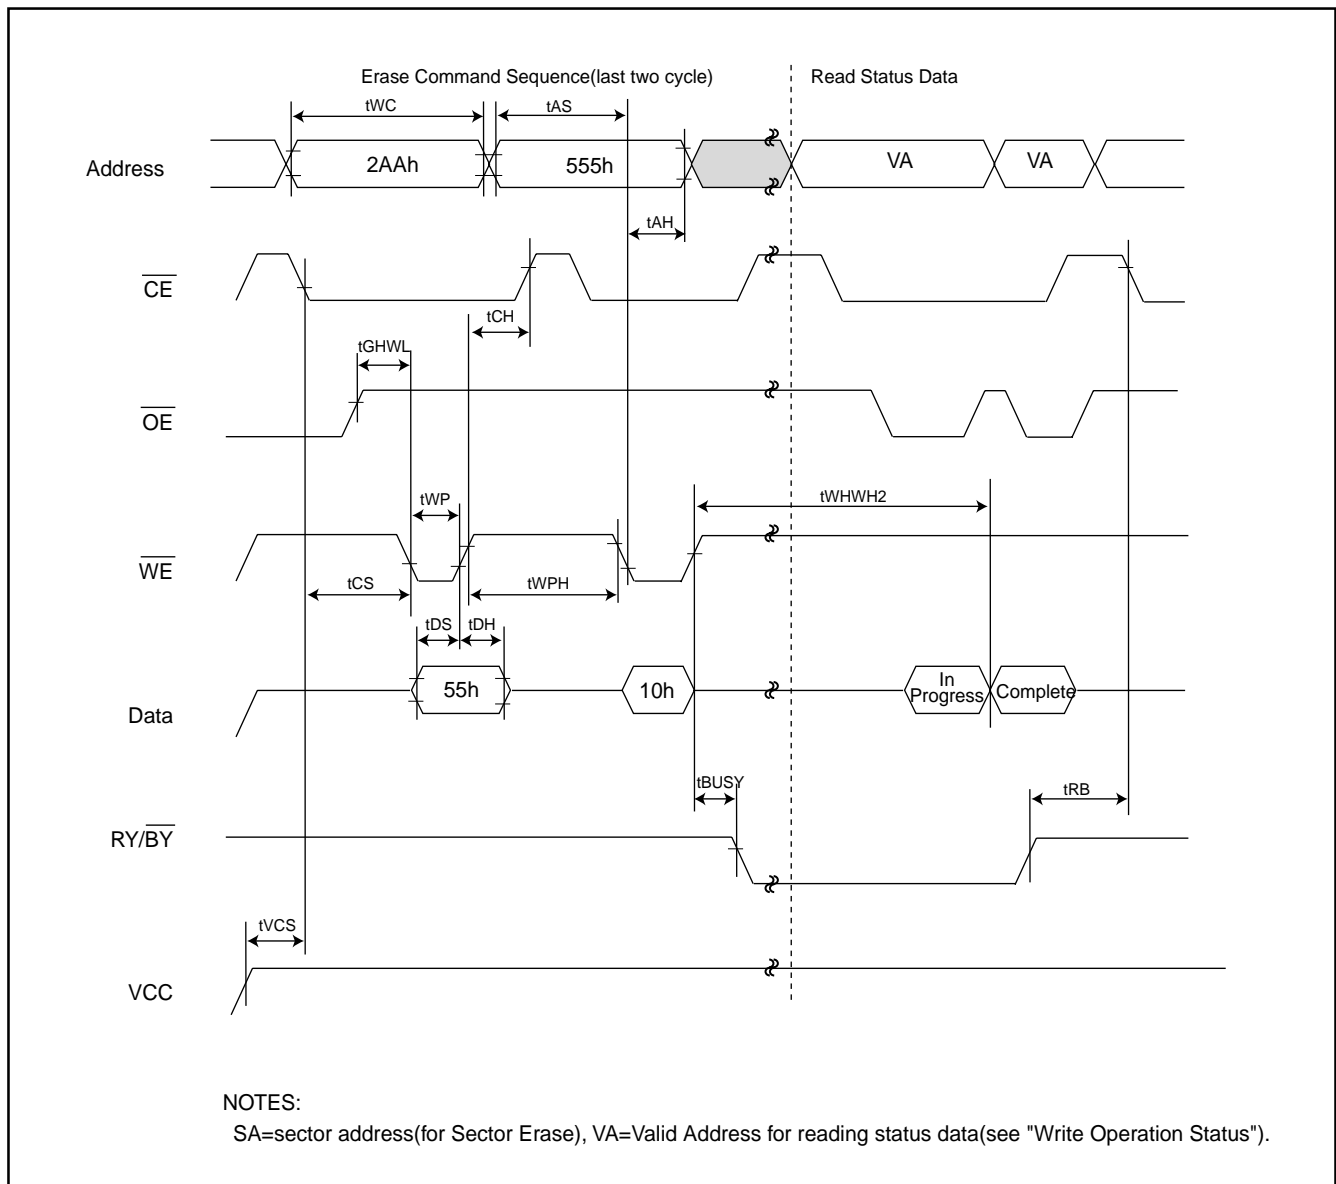 Erase Command Sequence(last two cycle)
Read Status Data
tWC
tAS
Address
2AAh
555h
VA
VA
tAH
CE
tCH
tGHWL
OE
tWP
tWHWH2
WE
tCS
tWPH
tDS
tDH
Data
55h
10h
In
Progress
Complete
tBUSY
tRB
RY/BY
tVCS
VCC
NOTES:
SA=sector address(for Sector Erase), VA=Valid Address for reading status data(see "Write Operation Status").